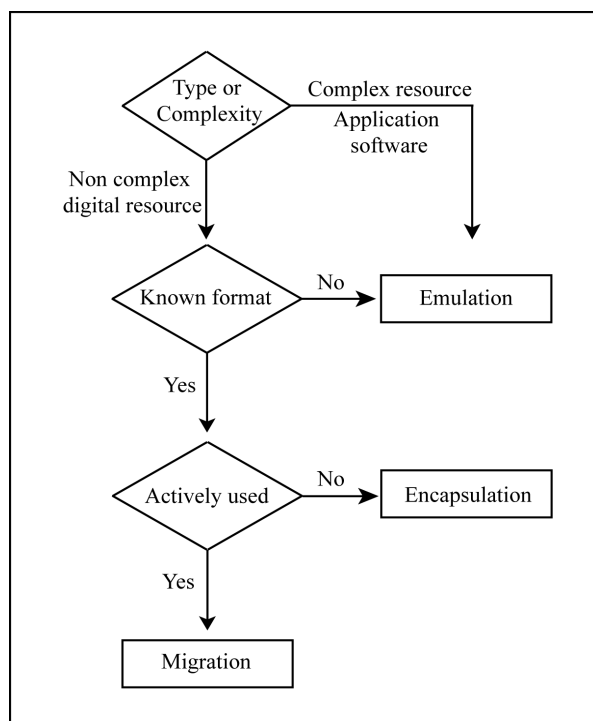 Type or
Complexity
Complex resource
Application
software
Non complex
digital resource
Known format
No
Emulation
Yes
Actively used
No
Encapsulation
Yes
Migration